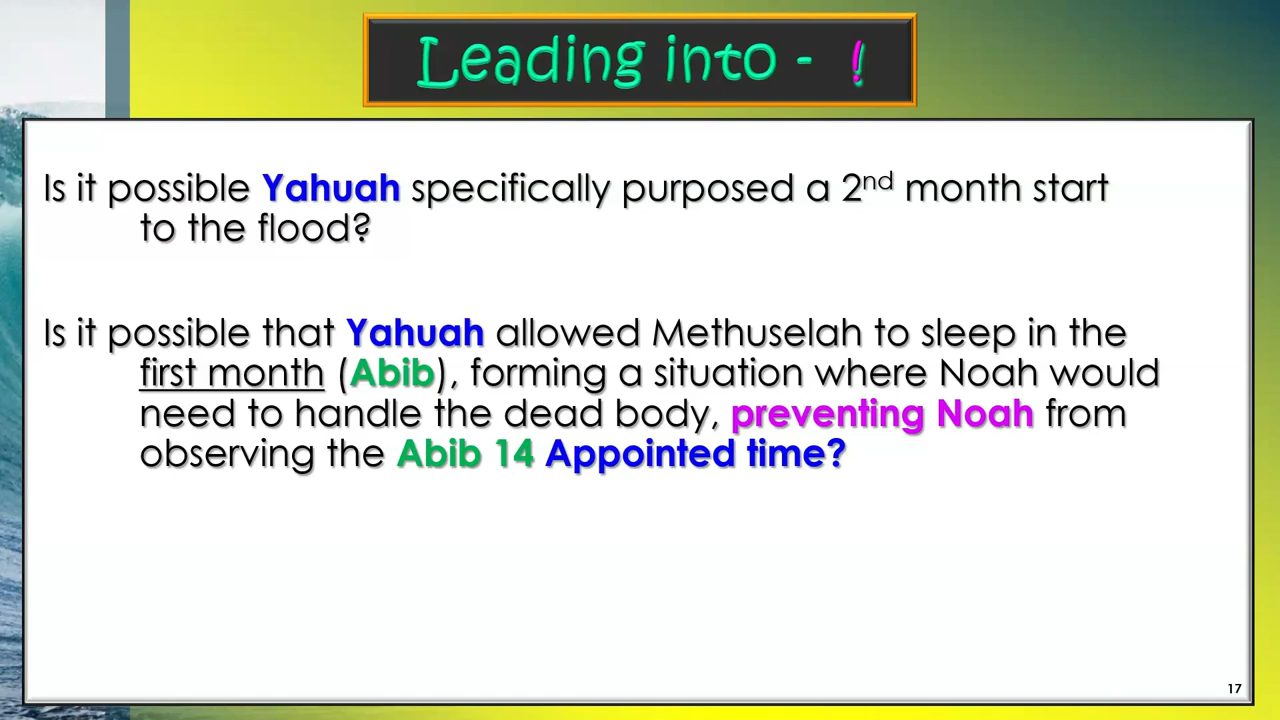 Leading into - !
Is it possible Yahuah specifically purposed a 2nd month start
to the flood?
Is it possible that Yahuah allowed Methuselah to sleep in the
first month (Abib), forming a situation where Noah would
need to handle the dead body, preventing Noah from
observing the Abib 14 Appointed time?
17